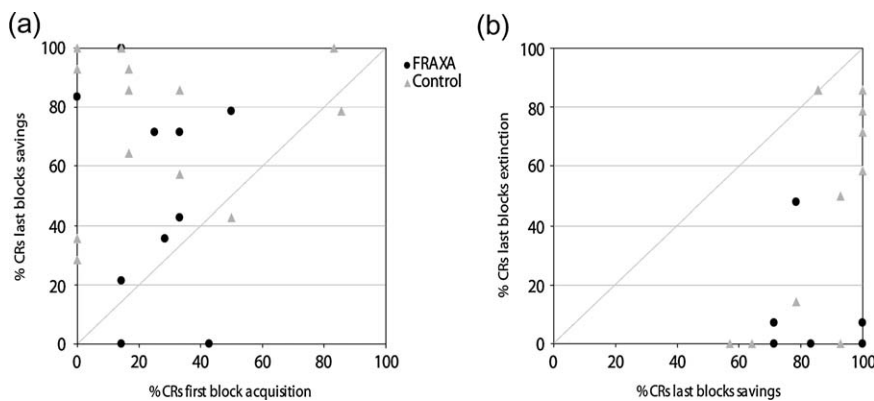 (a)
100
80
60
40
20
0
% CRs last blocks savings
0 20 40 60 80 100
%CRs first block acquisition
FRAXA
Control
(b)
100
80
60
40
20
0
% CRs last blocks extinction
0 20 40 60 80 100
%CRs last blocks savings